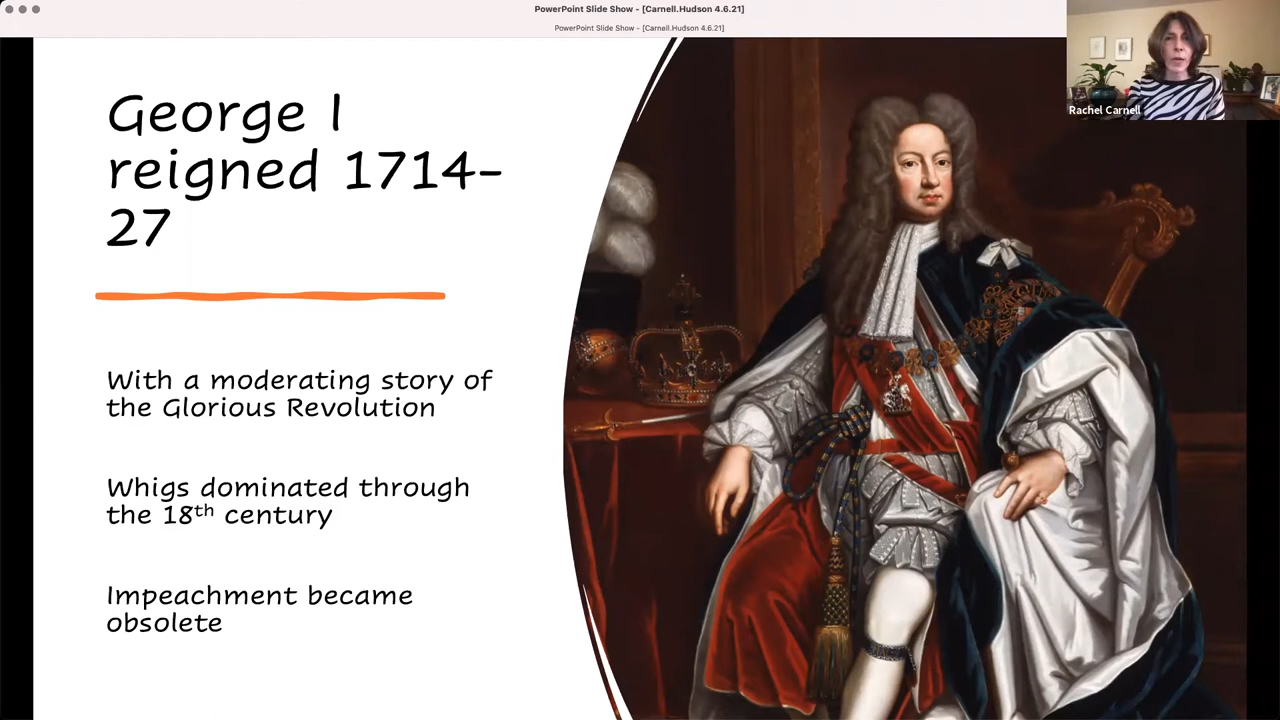 PowerPoint Slide Show - [Carnell.Hudson 4.6.21]
PowerPoint Slide Show - [Carnell.Hudson 4.6.21]
Rachel Carnell
George I
reigned 1714-
27
With a moderating story of
the Glorious Revolution
Whigs dominated through
the 18th century
Impeachment became
obsolete